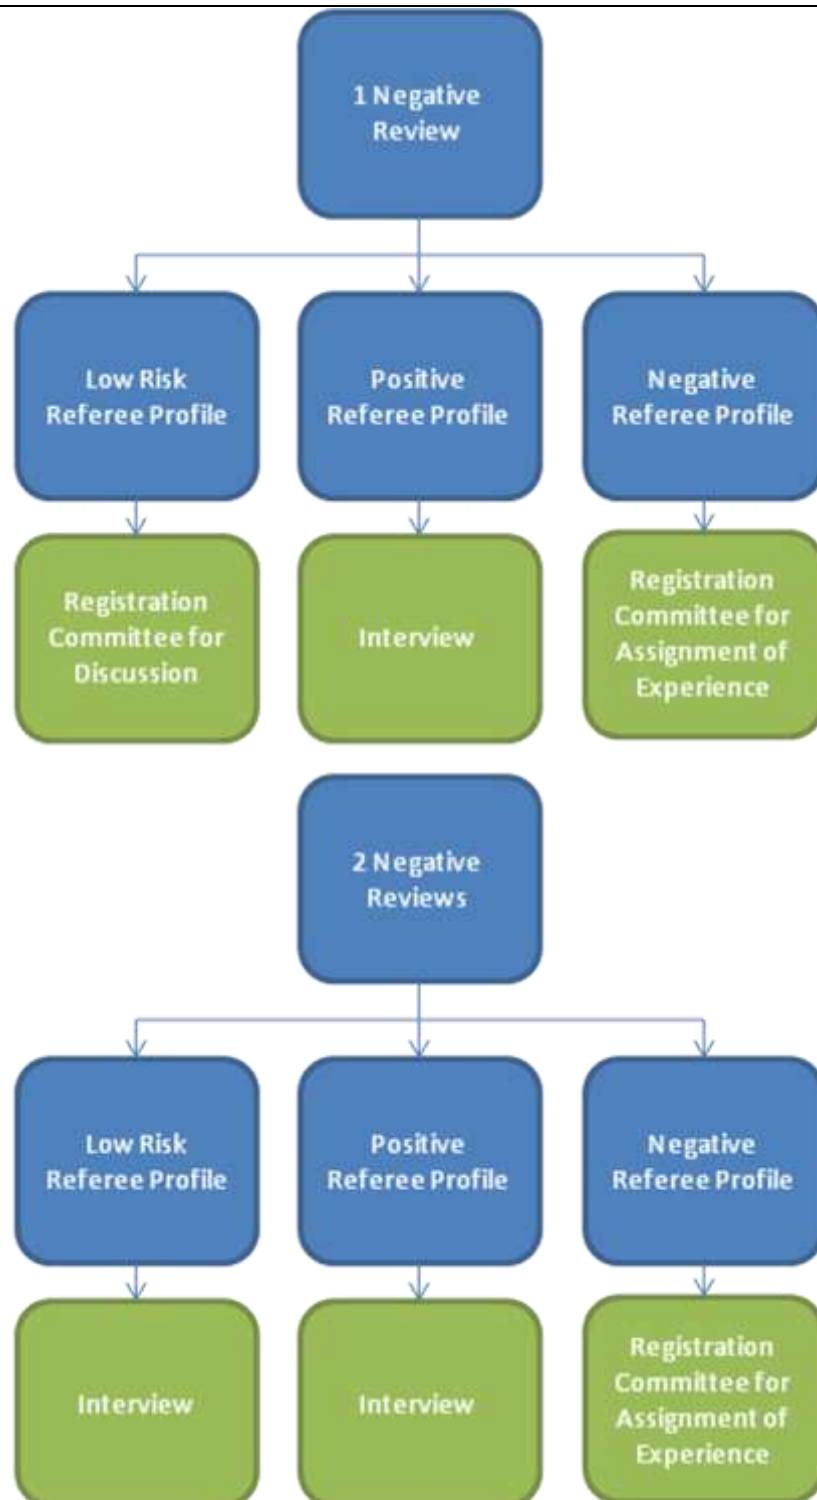 1 Negative
Review
Low Risk
Referee Profile
Positive
Referee Profile
Negative
Referee Profile
Registration
Committee for
Discussion
Interview
Registration
Committee for
Assignment of
Experience
2 Negative
Reviews
Low Risk
Referee Profile
Positive
Referee Profile
Negative
Referee Profile
Interview
Interview
Registration
Committee for
Assignment of
Experience